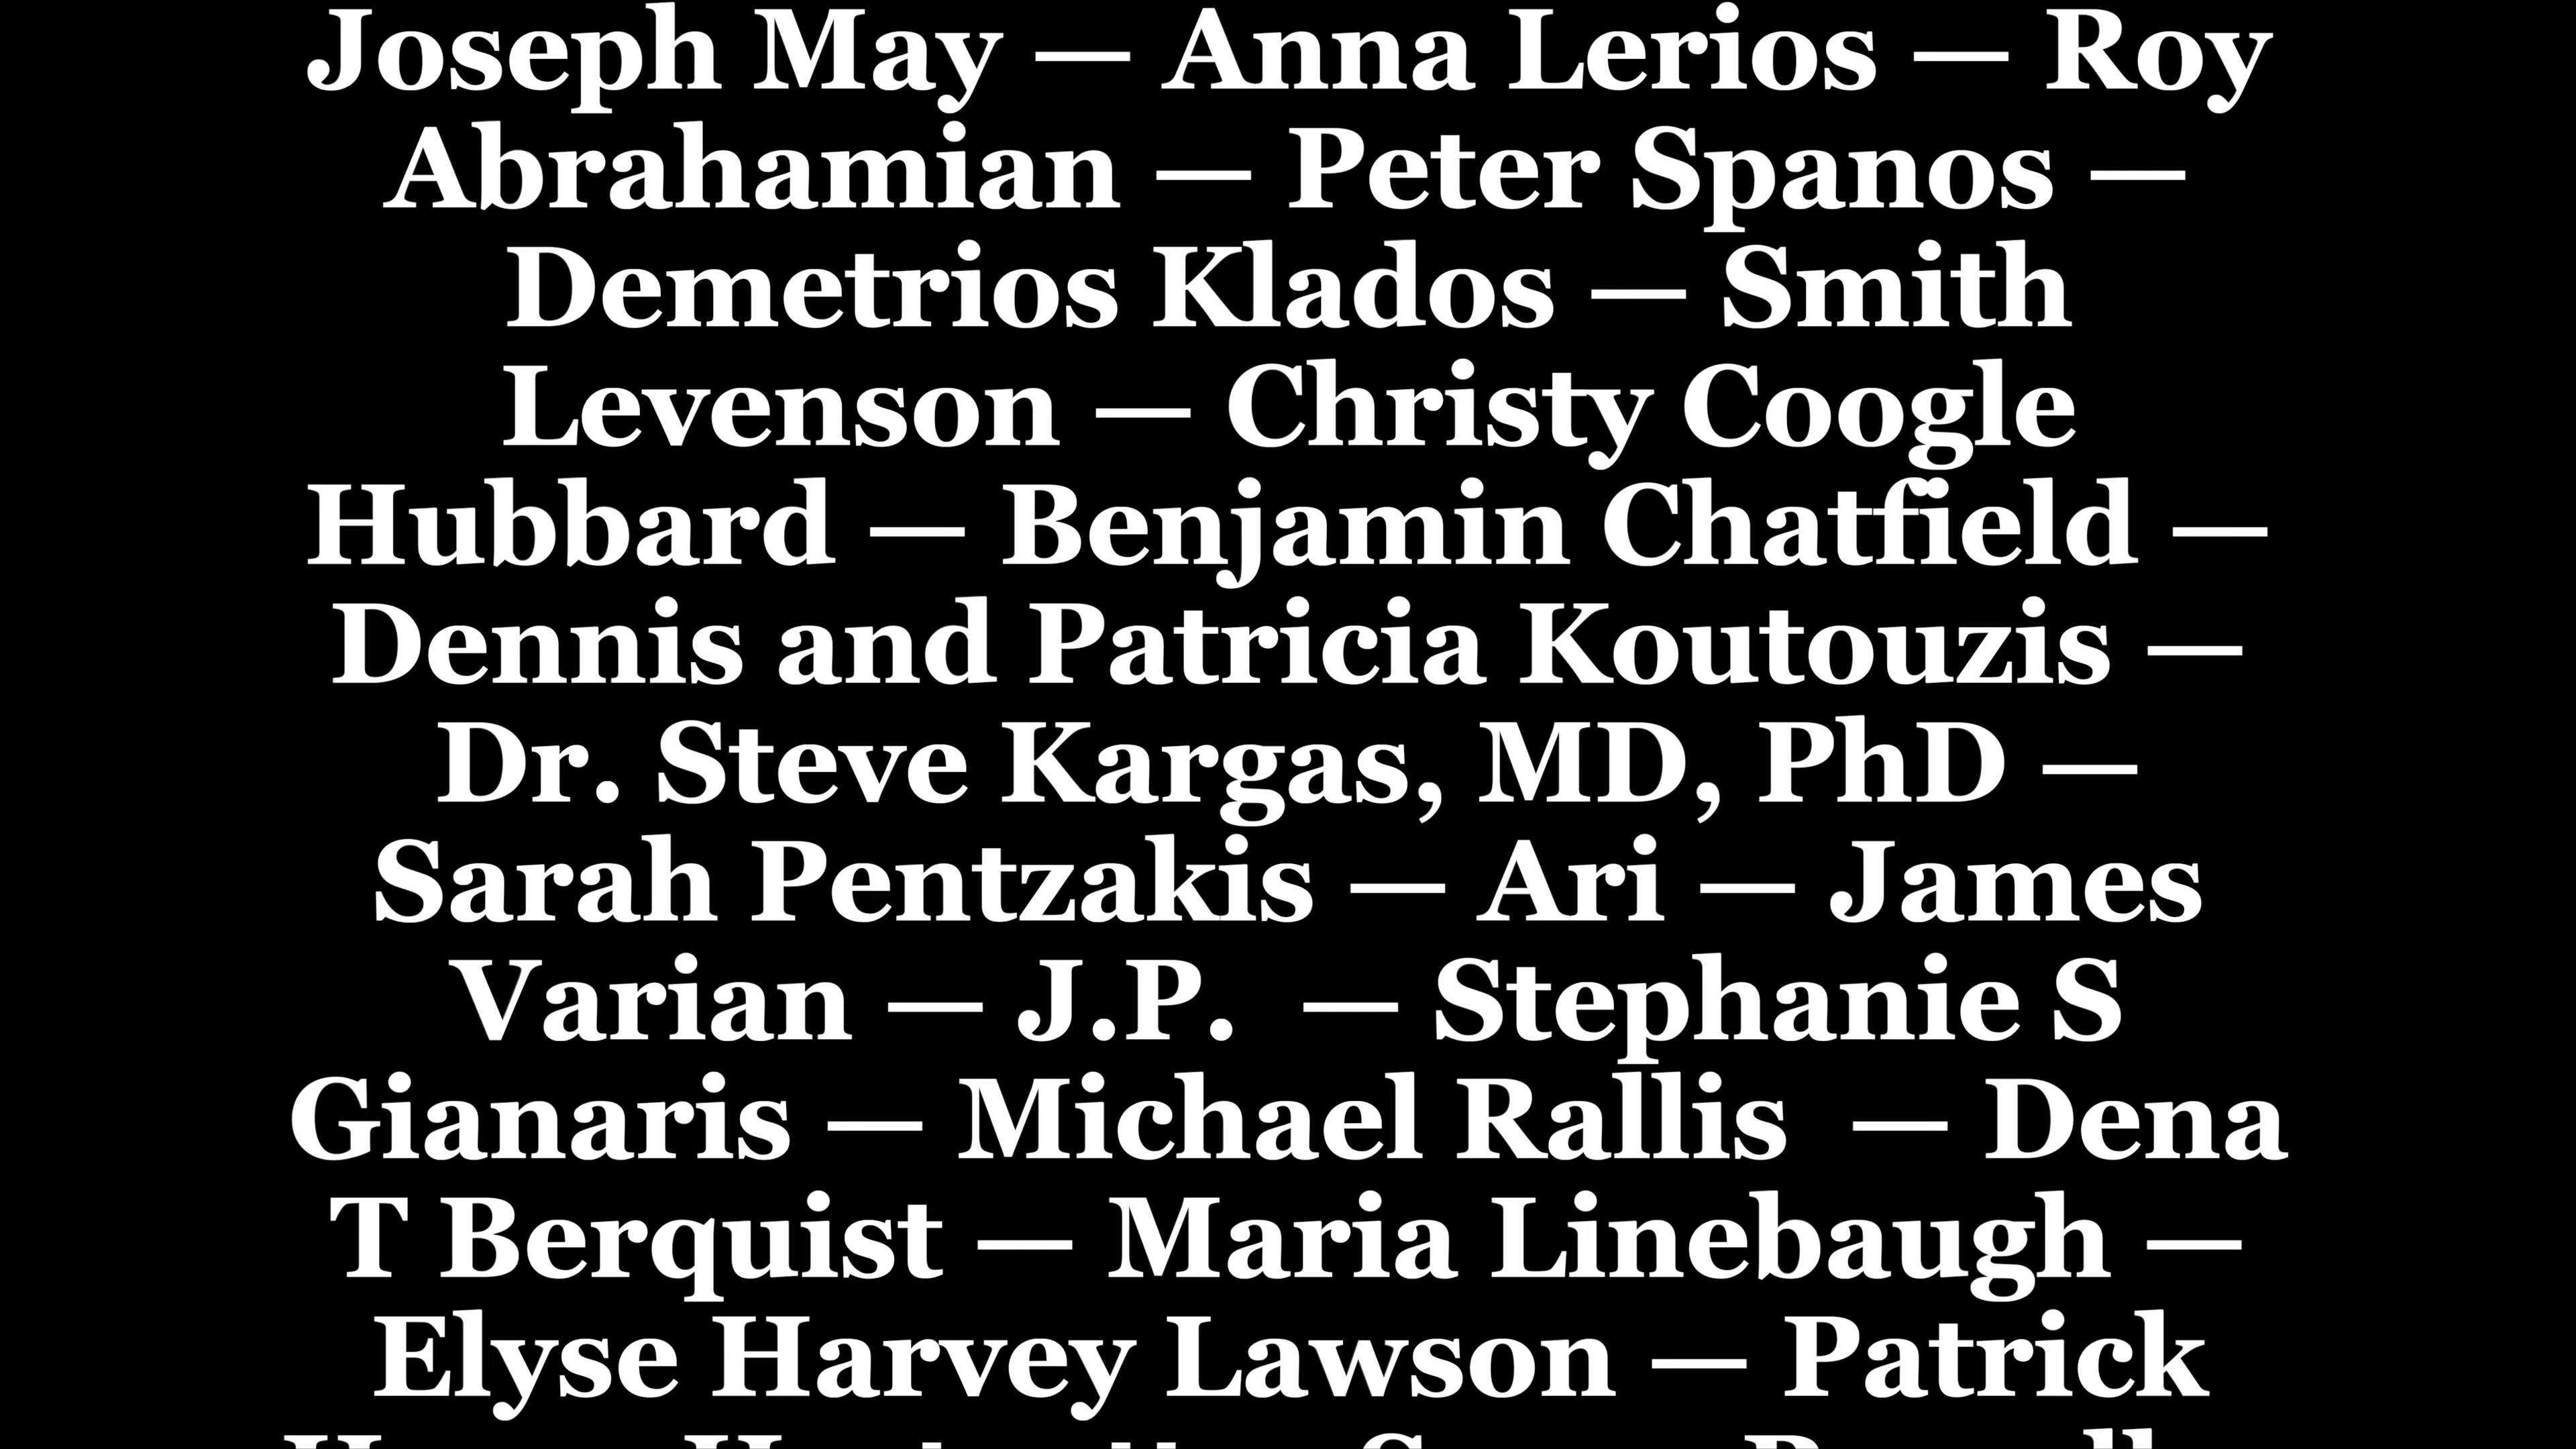 Joseph May — Anna Lerios — Roy
Abrahamian — Peter Spanos —
Demetrios Klados — Smith
Levenson — Christy Coogle
Hubbard — Benjamin Chatfield —
Dennis and Patricia Koutouzis —
Dr. Steve Kargas, MD, PhD —
Sarah Pentzakis — Ari — James
Varian — J.P.  — Stephanie S
Gianaris — Michael Rallis  — Dena
T Berquist — Maria Linebaugh —
Elyse Harvey Lawson — Patrick